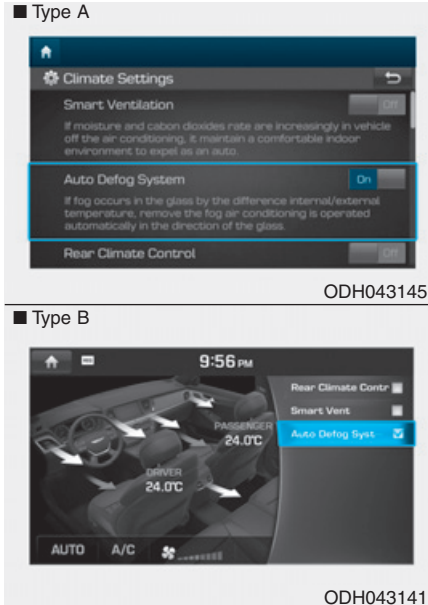 ■ Type A
Climate Settings
Smart Ventilation
Off
If moisture and cabon dioxides rate are increasingly in vehicle
off the air conditioning, it maintain a comfortable indoor
environment to expel as an auto.
Auto Defog System
On
If fog occurs in the glass by the difference internal/external
temperature, remove the fog air conditioning is operated
automatically in the direction of the glass.
Rear Climate Control
Off
ODH043145
■ Type B
9:56 PM
Rear Climate Contr
Smart Vent
Auto Defog Syst
PASSENGER
24.0°C
DRIVER
24.0°C
AUTO A/C
ODH043141